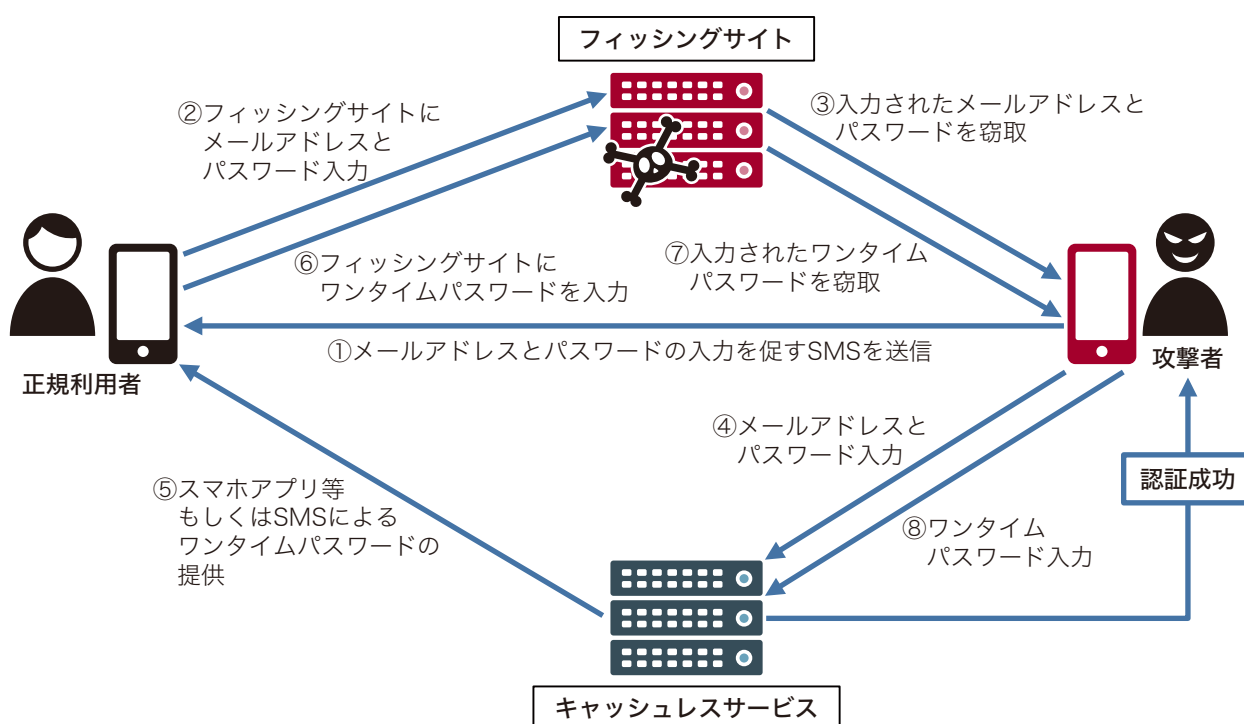 フィッシングサイト
②フィッシングサイトに
メールアドレスと
パスワード入力
③入力されたメールアドレスと
パスワードを窃取
⑥フィッシングサイトに
ワンタイムパスワードを入力
⑦入力されたワンタイム
パスワードを窃取
①メールアドレスとパスワードの入力を促すSMSを送信
正規利用者
攻撃者
④メールアドレスと
パスワード入力
認証成功
⑤スマホアプリ等
もしくはSMSによる
ワンタイムパスワードの
提供
⑧ワンタイム
パスワード入力
キャッシュレスサービス